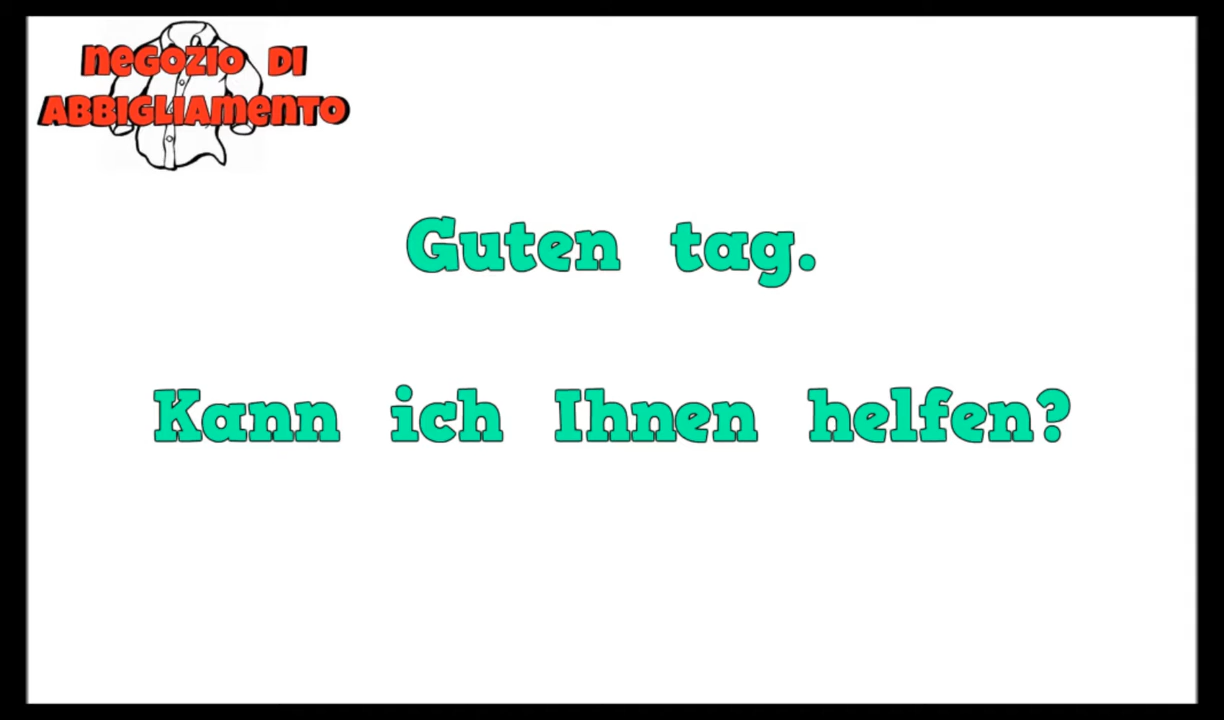 NEGOZIO DI
ABBIGLIAMENTO
Guten tag.
Kann ich Ihnen helfen?